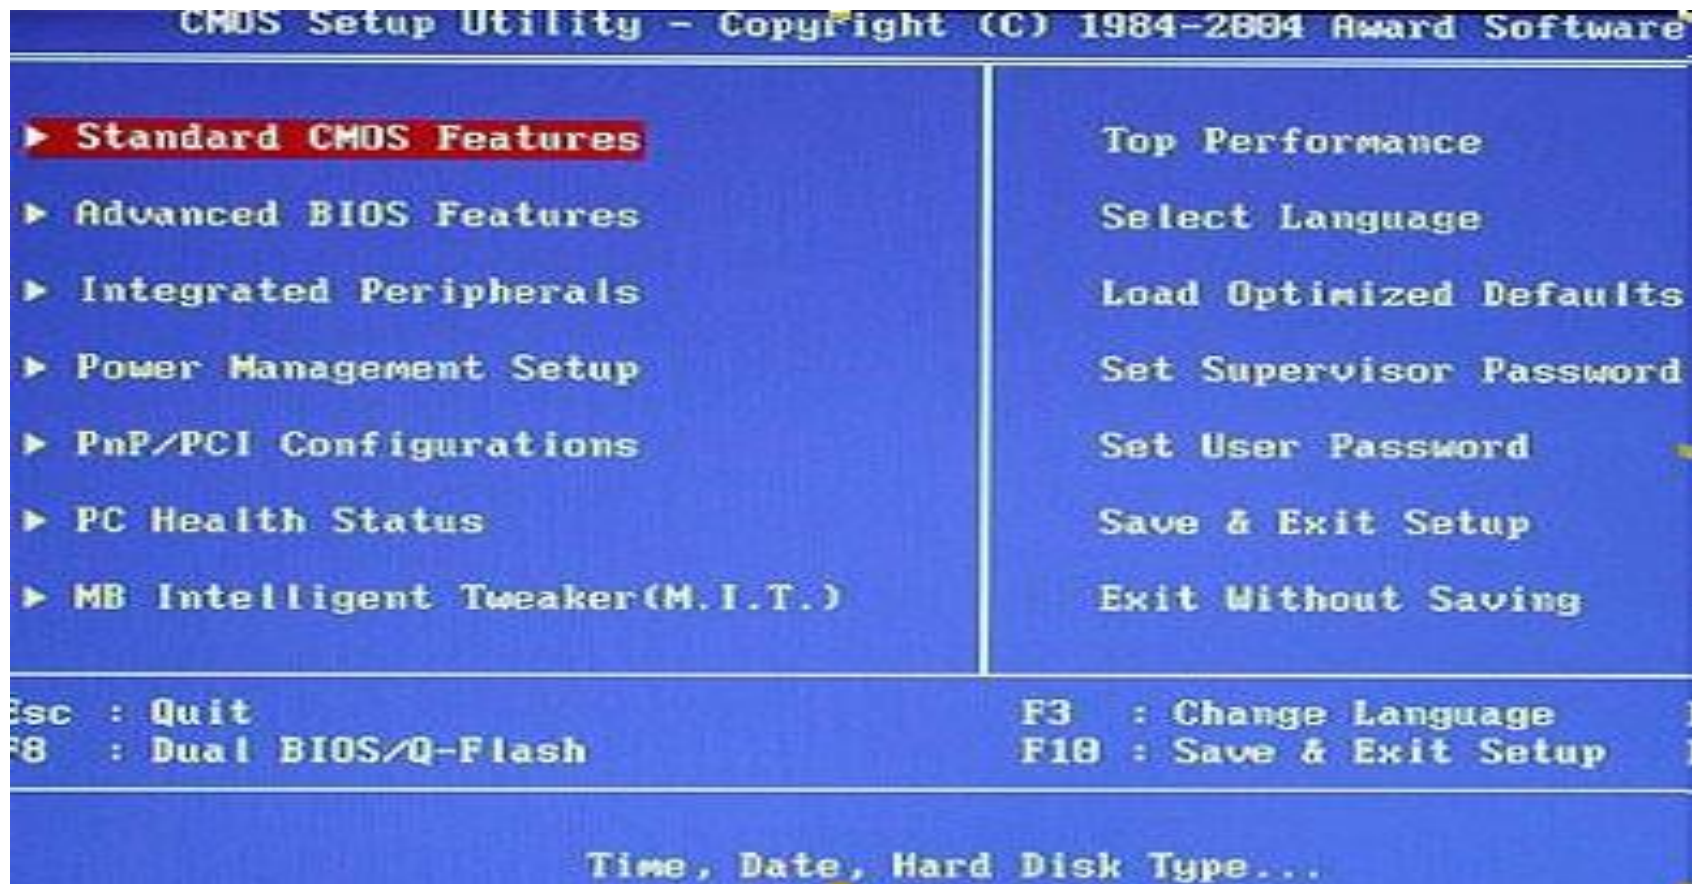 CMOS Setup Utility - Copyright (C) 1984-2004 Award Software
▶ Standard CMOS Features
▶ Advanced BIOS Features
▶ Integrated Peripherals
▶ Power Management Setup
▶ PnP/PCI Configurations
▶ PC Health Status
▶ MB Intelligent Tweaker(M.I.T.)
Top Performance
Select Language
Load Optimized Defaults
Set Supervisor Password
Set User Password
Save & Exit Setup
Exit Without Saving
Esc : Quit
F8 : Dual BIOS/Q-Flash
F3 : Change Language
F10 : Save & Exit Setup
Time, Date, Hard Disk Type...